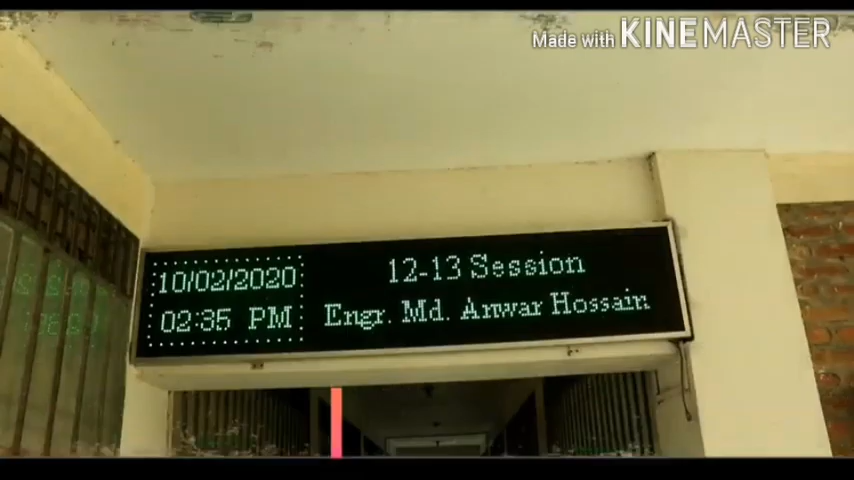 Made with KINEMASTER
10/02/2020
02:35 PM
12-13 Session
Engr. Md. Anwar Hossain